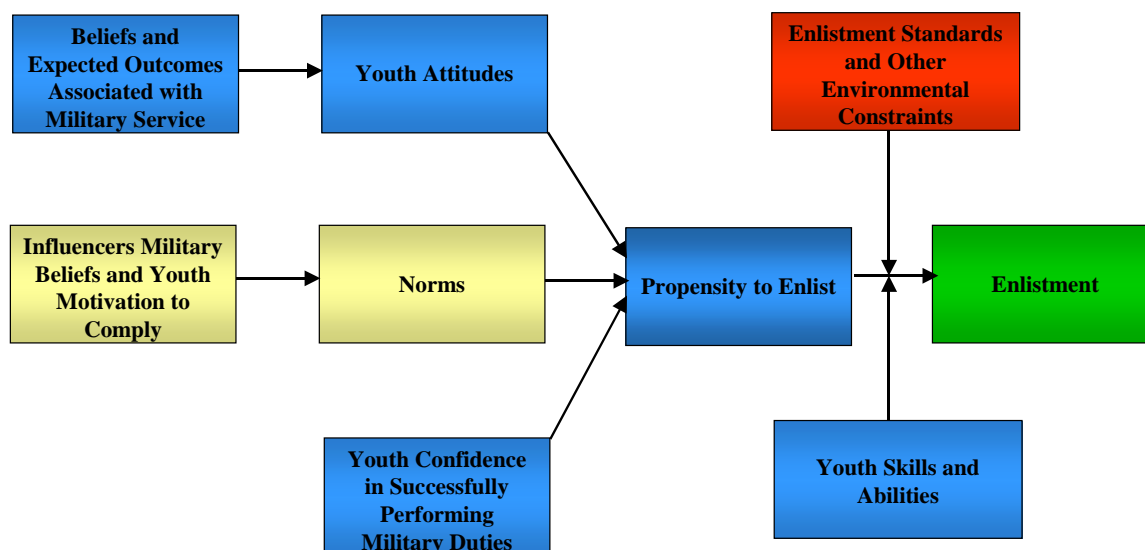 Beliefs and
Expected Outcomes
Associated with
Military Service
Youth Attitudes
Enlistment Standards
and Other
Environmental
Constraints
Influencers Military
Beliefs and Youth
Motivation to
Comply
Norms
Propensity to Enlist
Enlistment
Youth Confidence
in Successfully
Performing
Military Duties
Youth Skills and
Abilities